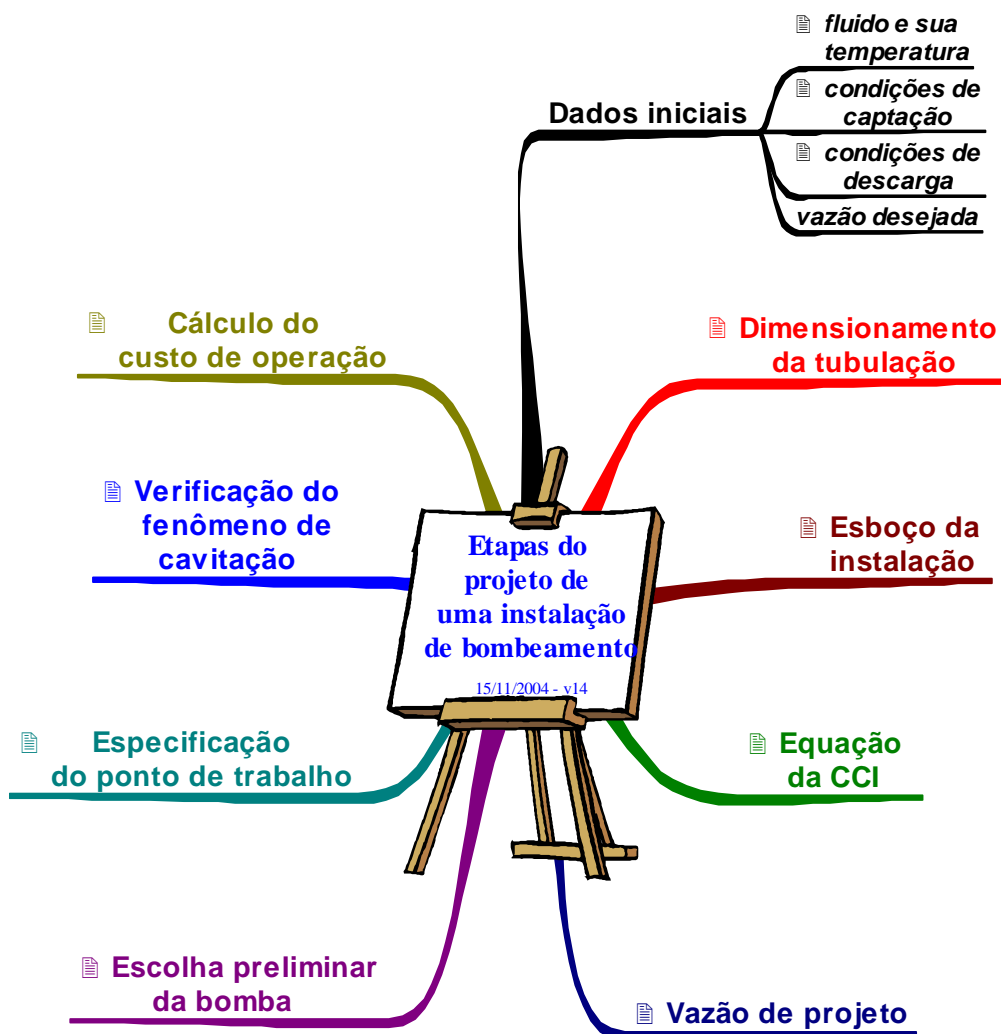 fluido e sua
temperatura
condições de
captação
condições de
descarga
vazão desejada
Dados iniciais
Dimensionamento
da tubulação
Esboço da
instalação
Equação
da CCI
Vazão de projeto
Escolha preliminar
da bomba
Especificação
do ponto de trabalho
Verificação do
fenômeno de
cavitação
Cálculo do
custo de operação
Etapas do
projeto de
uma instalação
de bombeamento
15/11/2004 - v14